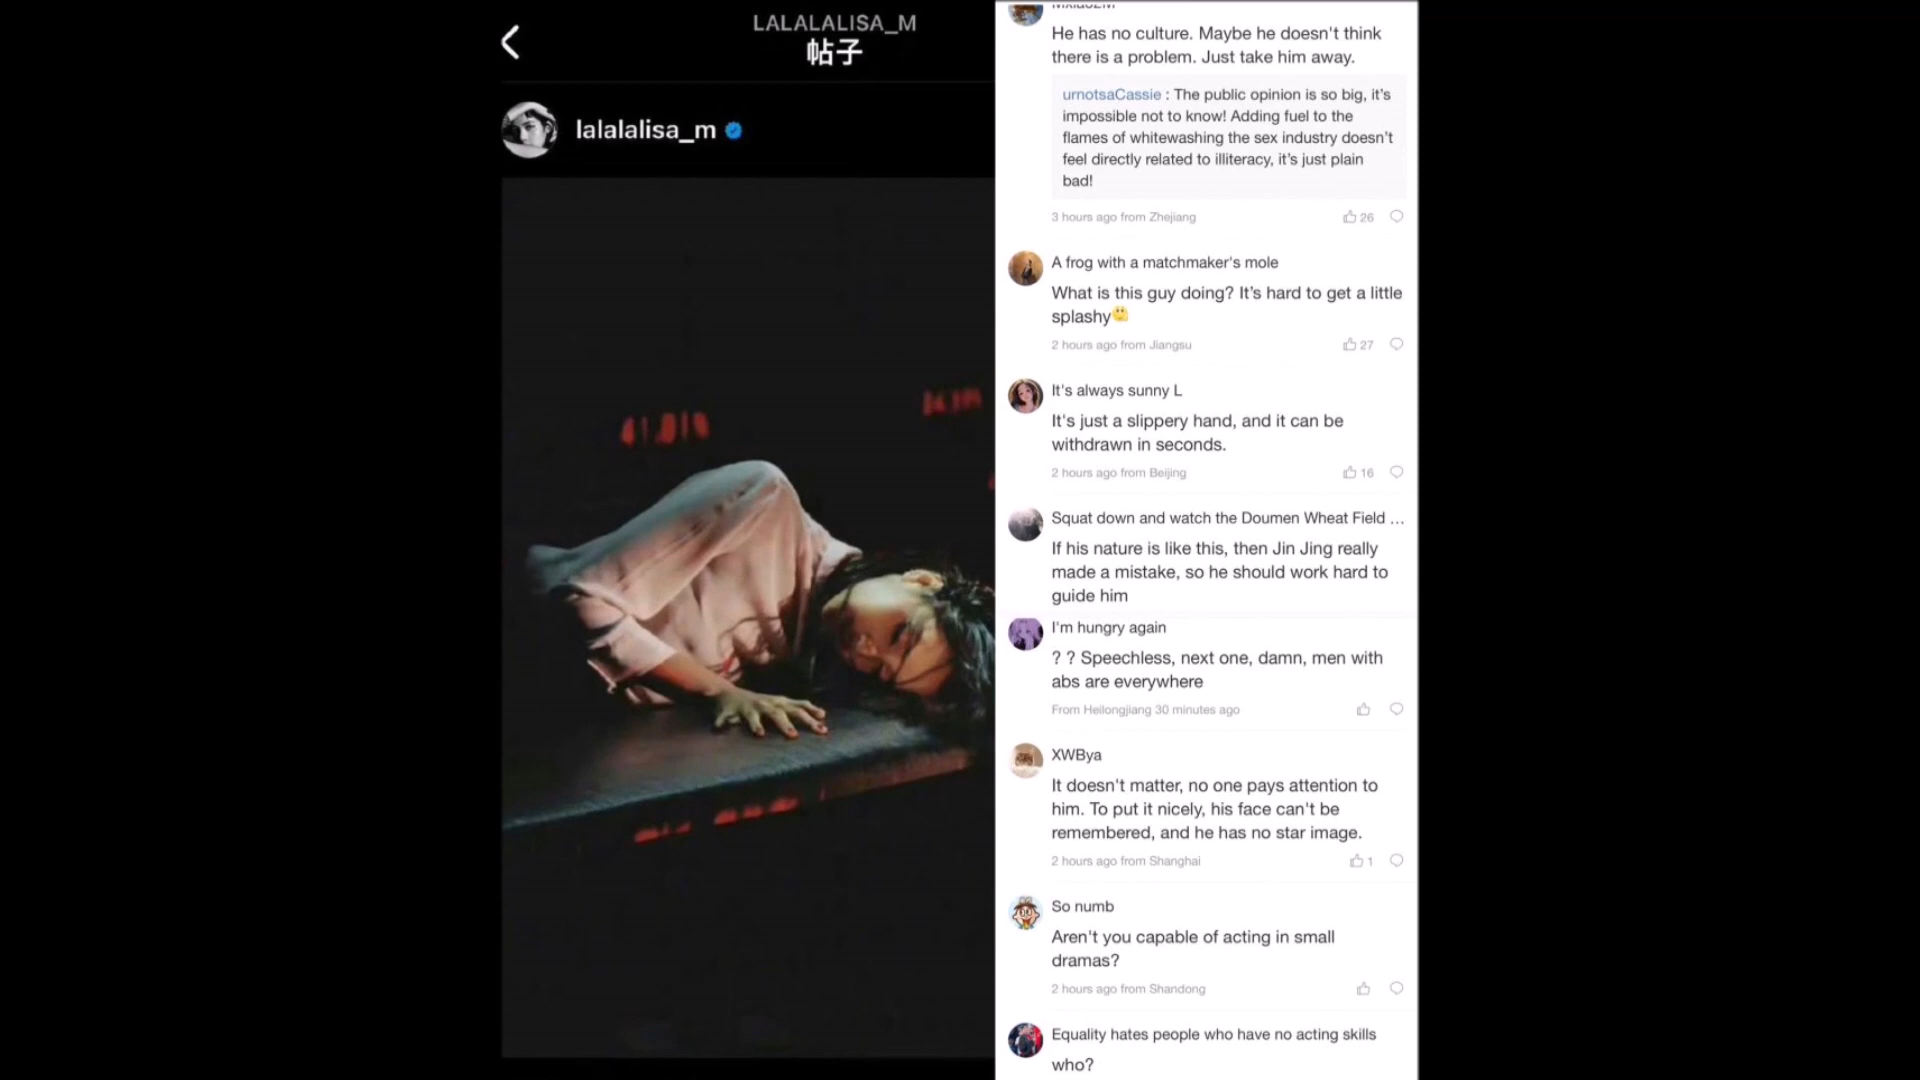 LALALALISA_M
帖子
lalalalisa_m
He has no culture. Maybe he doesn't think
there is a problem. Just take him away.
urnotsaCassie : The public opinion is so big, it's
impossible not to know! Adding fuel to the
flames of whitewashing the sex industry doesn't
feel directly related to illiteracy, it's just plain
bad!
3 hours ago from Zhejiang
26
A frog with a matchmaker's mole
What is this guy doing? It's hard to get a little
splashy
2 hours ago from Jiangsu
27
It's always sunny L
It's just a slippery hand, and it can be
withdrawn in seconds.
2 hours ago from Beijing
16
Squat down and watch the Doumen Wheat Field ...
If his nature is like this, then Jin Jing really
made a mistake, so he should work hard to
guide him
I'm hungry again
? ? Speechless, next one, damn, men with
abs are everywhere
From Heilongjiang 30 minutes ago
XWBya
It doesn't matter, no one pays attention to
him. To put it nicely, his face can't be
remembered, and he has no star image.
2 hours ago from Shanghai
1
So numb
Aren't you capable of acting in small
dramas?
2 hours ago from Shandong
Equality hates people who have no acting skills
who?